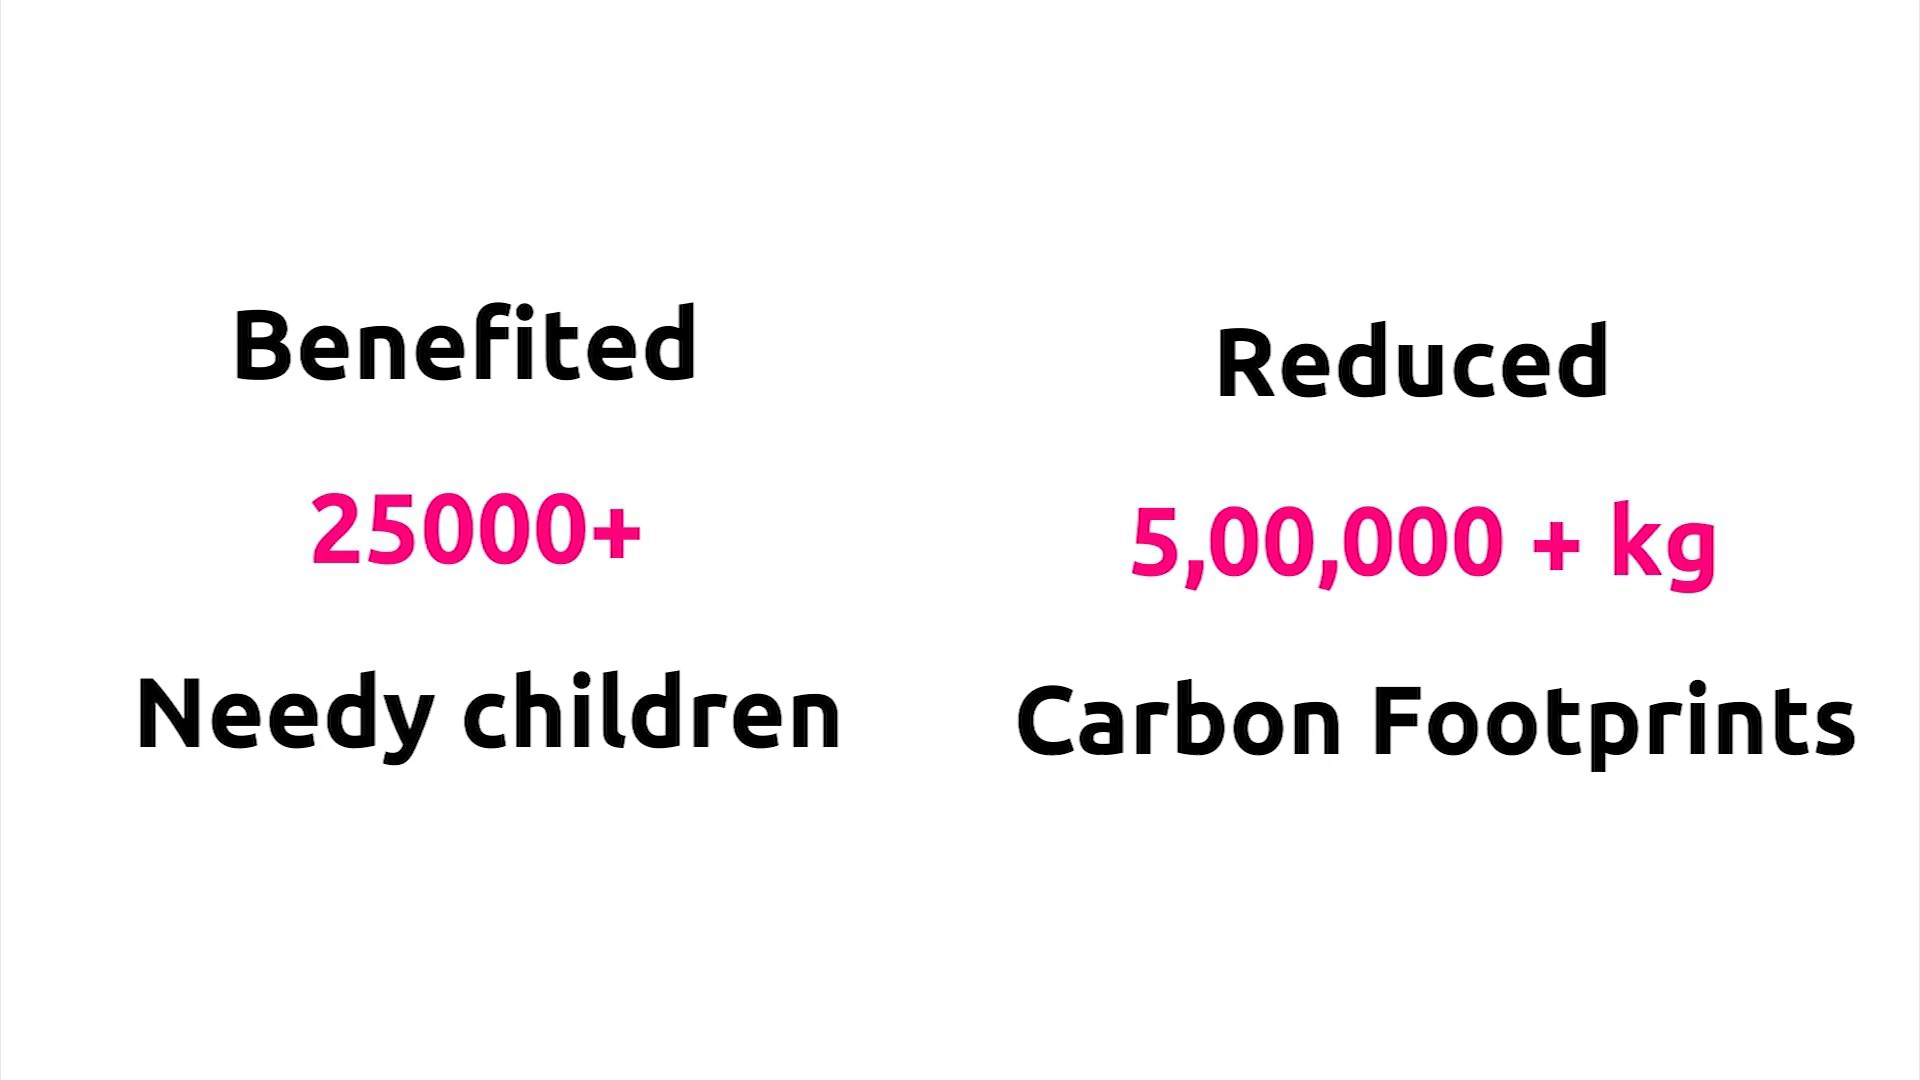 Benefited
25000+
Needy children
Reduced
5,00,000 + kg
Carbon Footprints